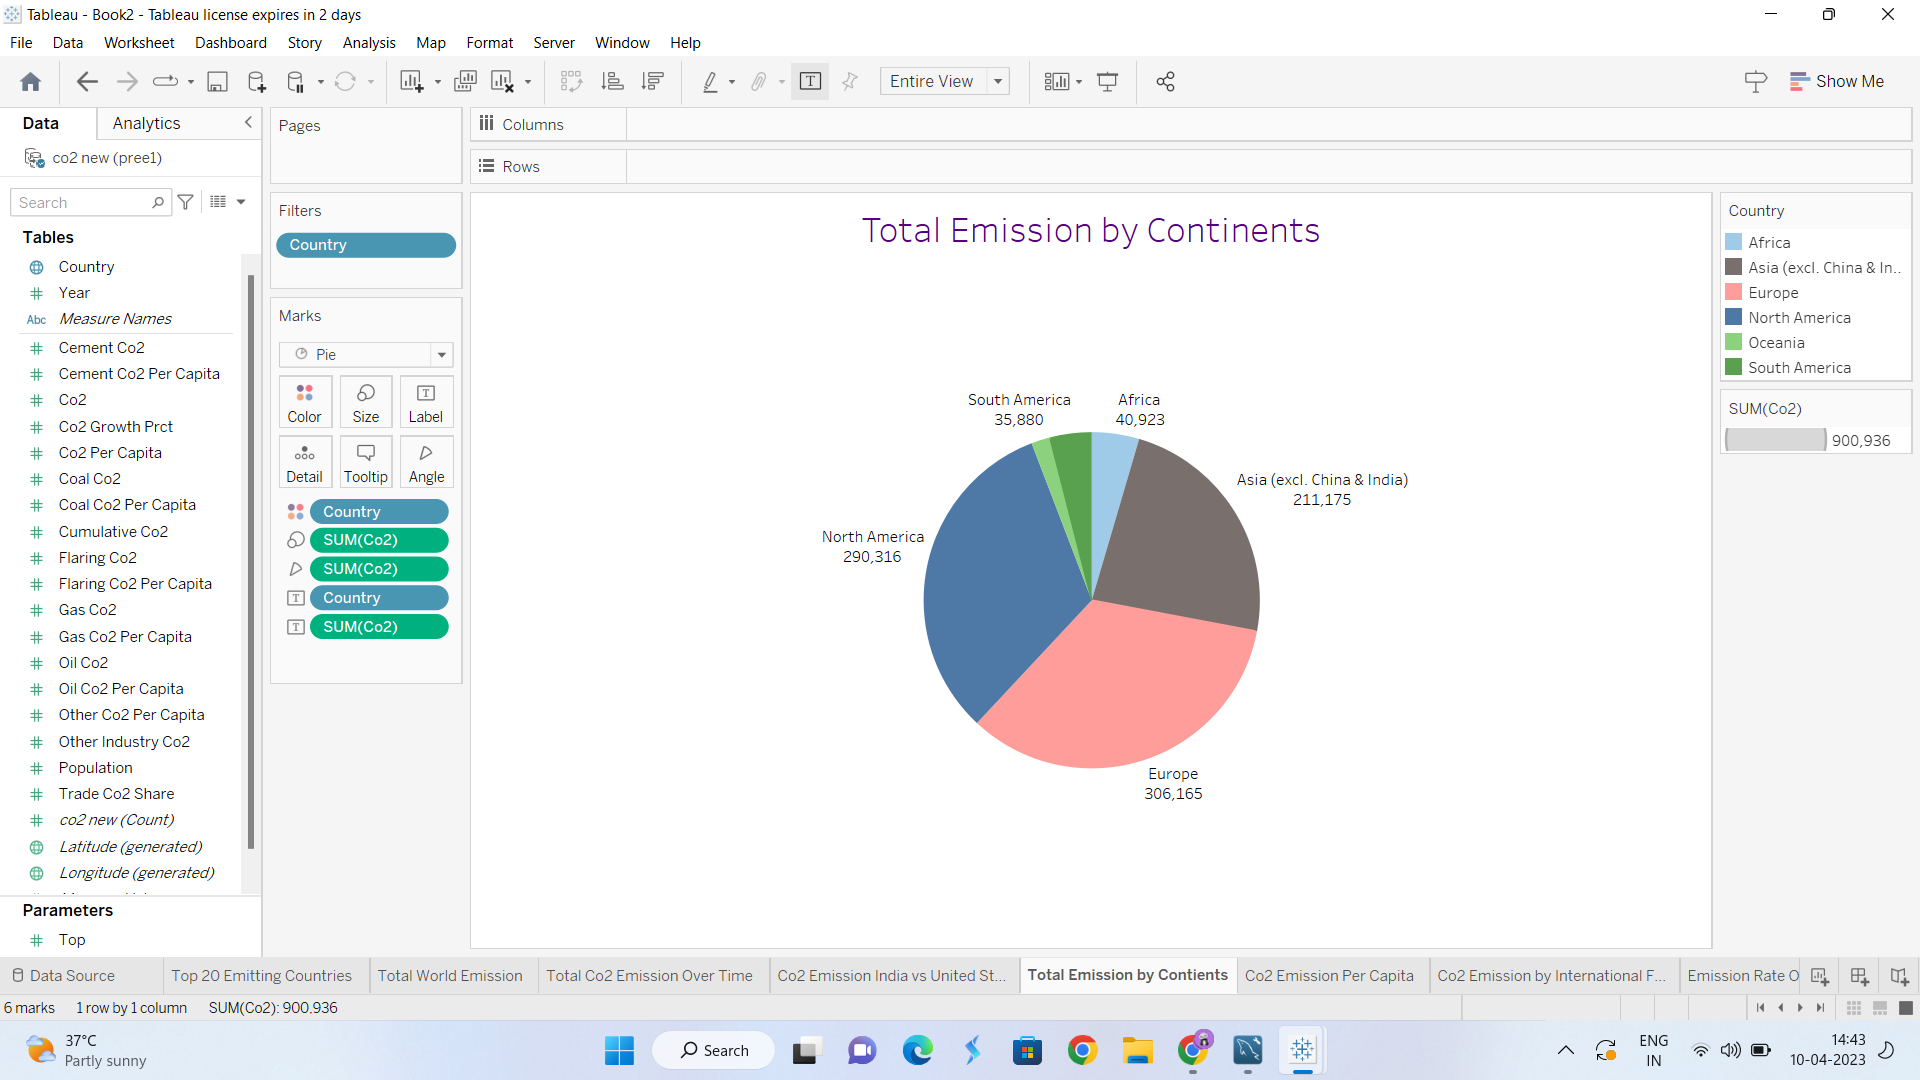 Tableau - Book2 - Tableau license expires in 2 days
File Data Worksheet Dashboard Story Analysis Map Format Server Window Help
Entire View
Show Me
Data Analytics
co2 new (pree1)
Search
Tables
Country
Year
Abc Measure Names
Cement Co2
Cement Co2 Per Capita
Co2
Co2 Growth Prct
Co2 Per Capita
Coal Co2
Coal Co2 Per Capita
Cumulative Co2
Flaring Co2
Flaring Co2 Per Capita
Gas Co2
Gas Co2 Per Capita
Oil Co2
Oil Co2 Per Capita
Other Co2 Per Capita
Other Industry Co2
Population
Trade Co2 Share
co2 new (Count)
Latitude (generated)
Longitude (generated)
Parameters
Top
Pages
Filters
Country
Marks
Pie
Color Size Label
Detail Tooltip Angle
Country
SUM(Co2)
SUM(Co2)
Country
SUM(Co2)
Columns
Rows
Total Emission by Continents
South America
35,880
Africa
40,923
Asia (excl. China & India)
211,175
North America
290,316
Europe
306,165
Country
Africa
Asia (excl. China & In..
Europe
North America
Oceania
South America
SUM(Co2)
900,936
Data Source Top 20 Emitting Countries Total World Emission Total Co2 Emission Over Time Co2 Emission India vs United St... Total Emission by Contients Co2 Emission Per Capita Co2 Emission by International F... Emission Rate O
6 marks 1 row by 1 column SUM(Co2): 900,936
37°C
Partly sunny
Search
ENG
IN
14:43
10-04-2023